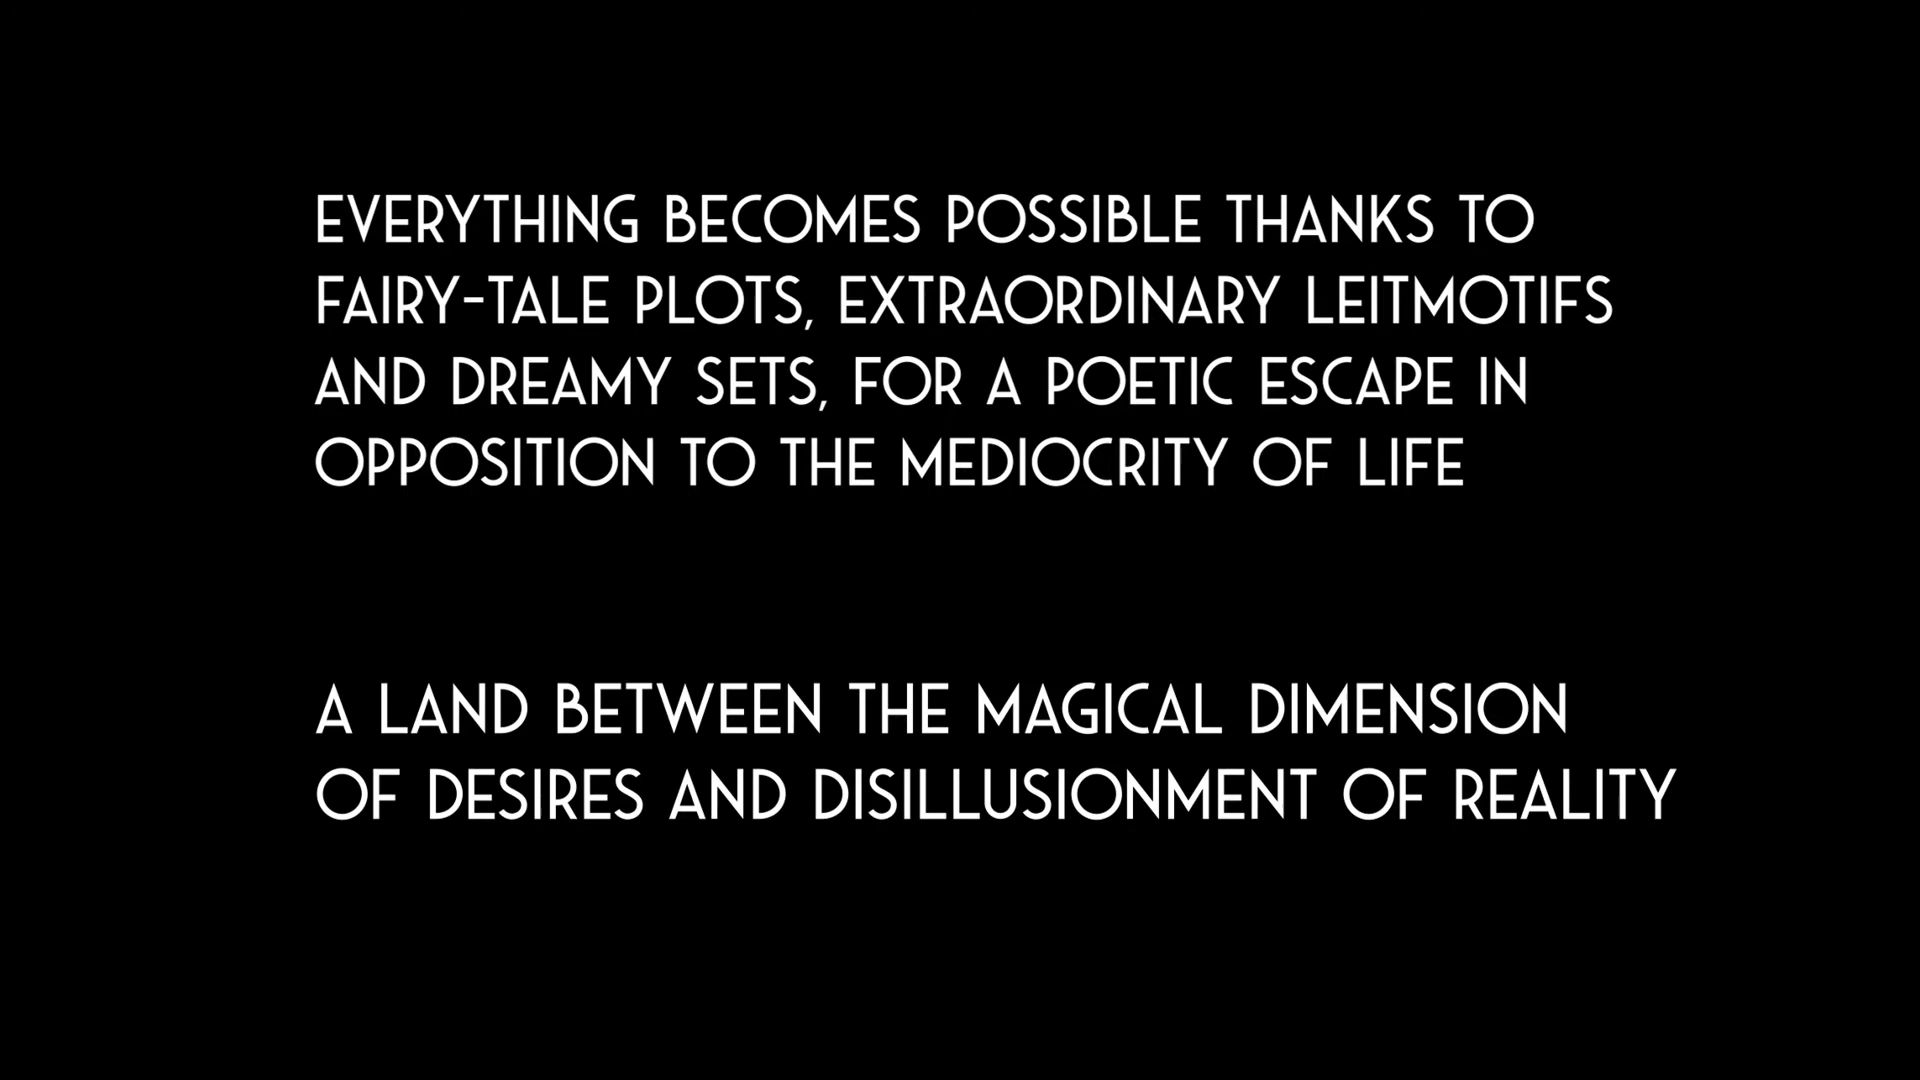 EVERYTHING BECOMES POSSIBLE THANKS TO
FAIRY-TALE PLOTS, EXTRAORDINARY LEITMOTIFS
AND DREAMY SETS, FOR A POETIC ESCAPE IN
OPPOSITION TO THE MEDIOCRITY OF LIFE
A LAND BETWEEN THE MAGICAL DIMENSION
OF DESIRES AND DISILLUSIONMENT OF REALITY